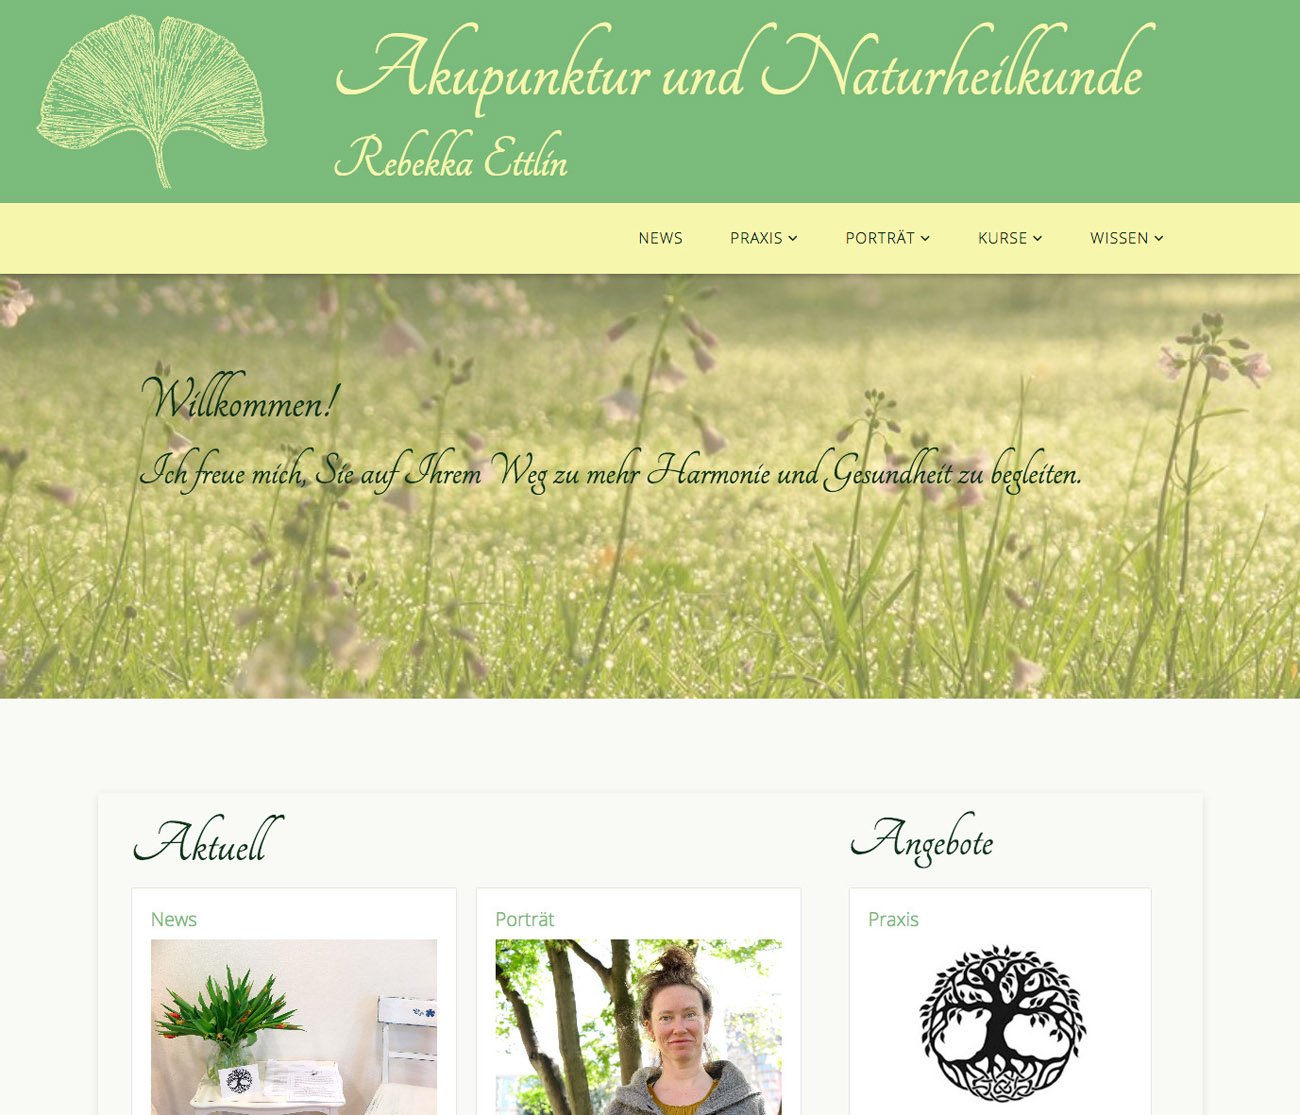 Akupunktur und Naturheilkunde
Rebekka Ettlin
NEWS PRAXIS PORTRÄT KURSE WISSEN
Willkommen!
Ich freue mich, Sie auf Ihrem Weg zu mehr Harmonie und Gesundheit zu begleiten.
Aktuell
Angebote
News
Porträt
Praxis